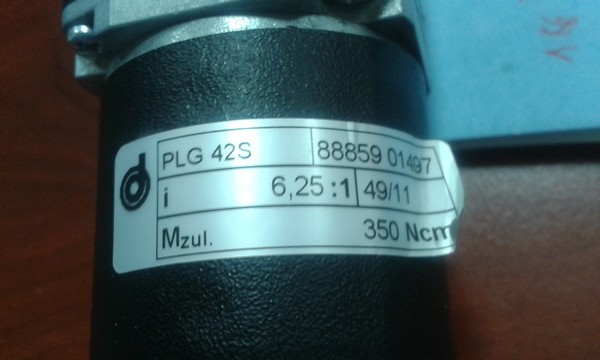 PLG 42S 88859 01497
i 6,25 :1 49/11
Mzul. 350 Ncm